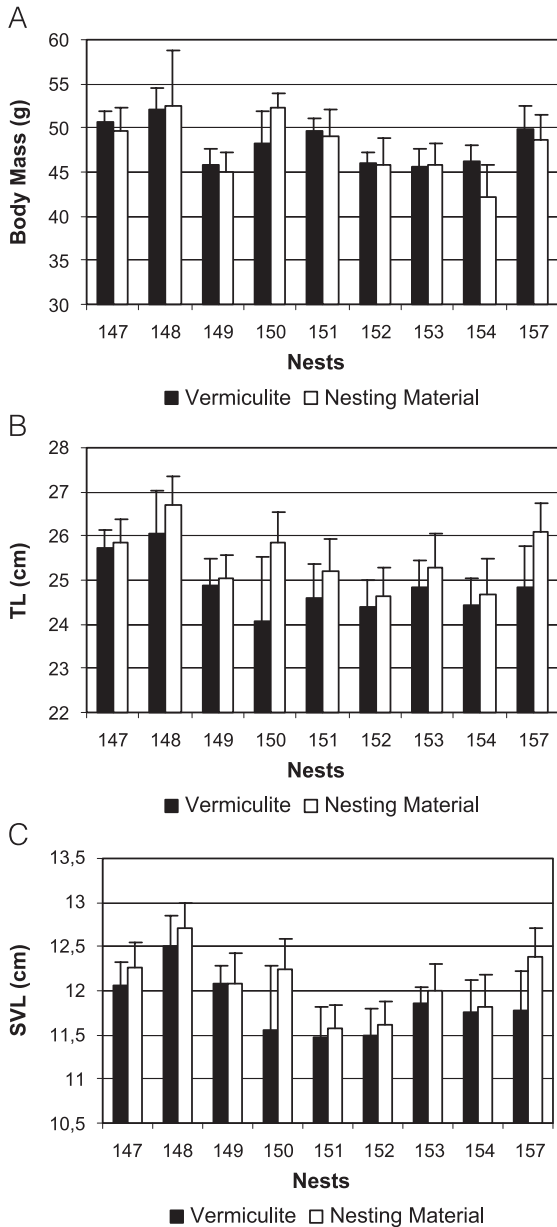 A
60
55
50
45
40
35
30
Body Mass (g)
147 148 149 150 151 152 153 154 157
Nests
Vermiculite Nesting Material
B
28
27
26
25
24
23
22
TL (cm)
147 148 149 150 151 152 153 154 157
Nests
Vermiculite Nesting Material
C
13,5
13
12,5
12
11,5
11
10,5
SVL (cm)
147 148 149 150 151 152 153 154 157
Nests
Vermiculite Nesting Material